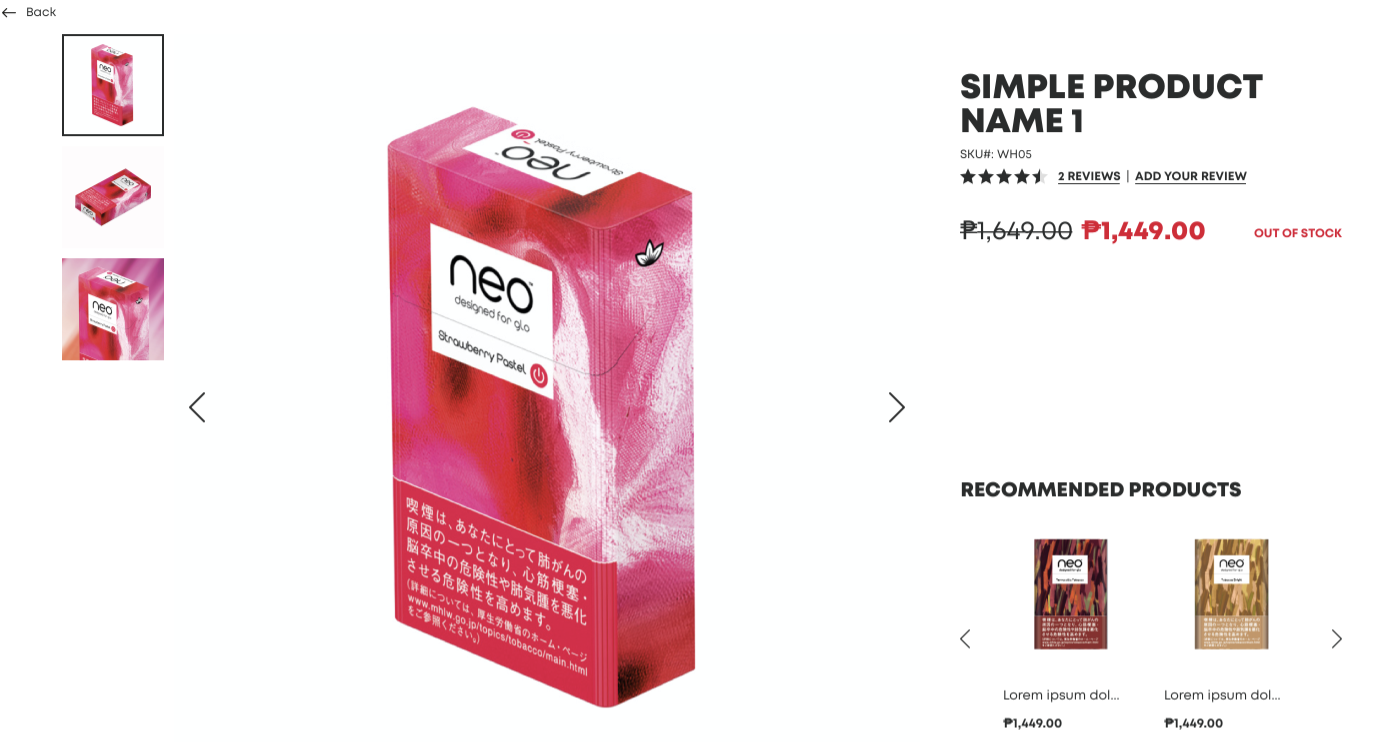 Back
SIMPLE PRODUCT
NAME 1
SKU#: WH05
2 REVIEWS | ADD YOUR REVIEW
₱1,649.00 ₱1,449.00
OUT OF STOCK
Strawberry Pastel
neo™
neo™
designed for glo
Strawberry Pastel
喫煙は、あなたにとって肺がんの
原因の一つとなり、心筋梗塞・
脳卒中の危険性や肺気腫を悪化
させる危険性を高めます。
(詳細については、厚生労働省のホーム・ページ
www.mhlw.go.jp/topics/tobacco/main.html
をご参照ください。)
RECOMMENDED PRODUCTS
neo
neo
Lorem ipsum dol...
Lorem ipsum dol...
₱1,449.00
₱1,449.00